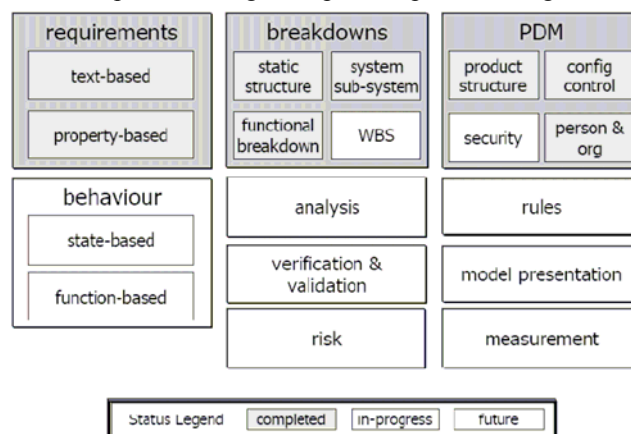 requirements
text-based
property-based
breakdowns
static
structure
system
sub-system
functional
breakdown
WBS
PDM
product
structure
config
control
security
person &
org
behaviour
state-based
function-based
analysis
verification &
validation
risk
rules
model presentation
measurement
Status Legend completed in-progress future